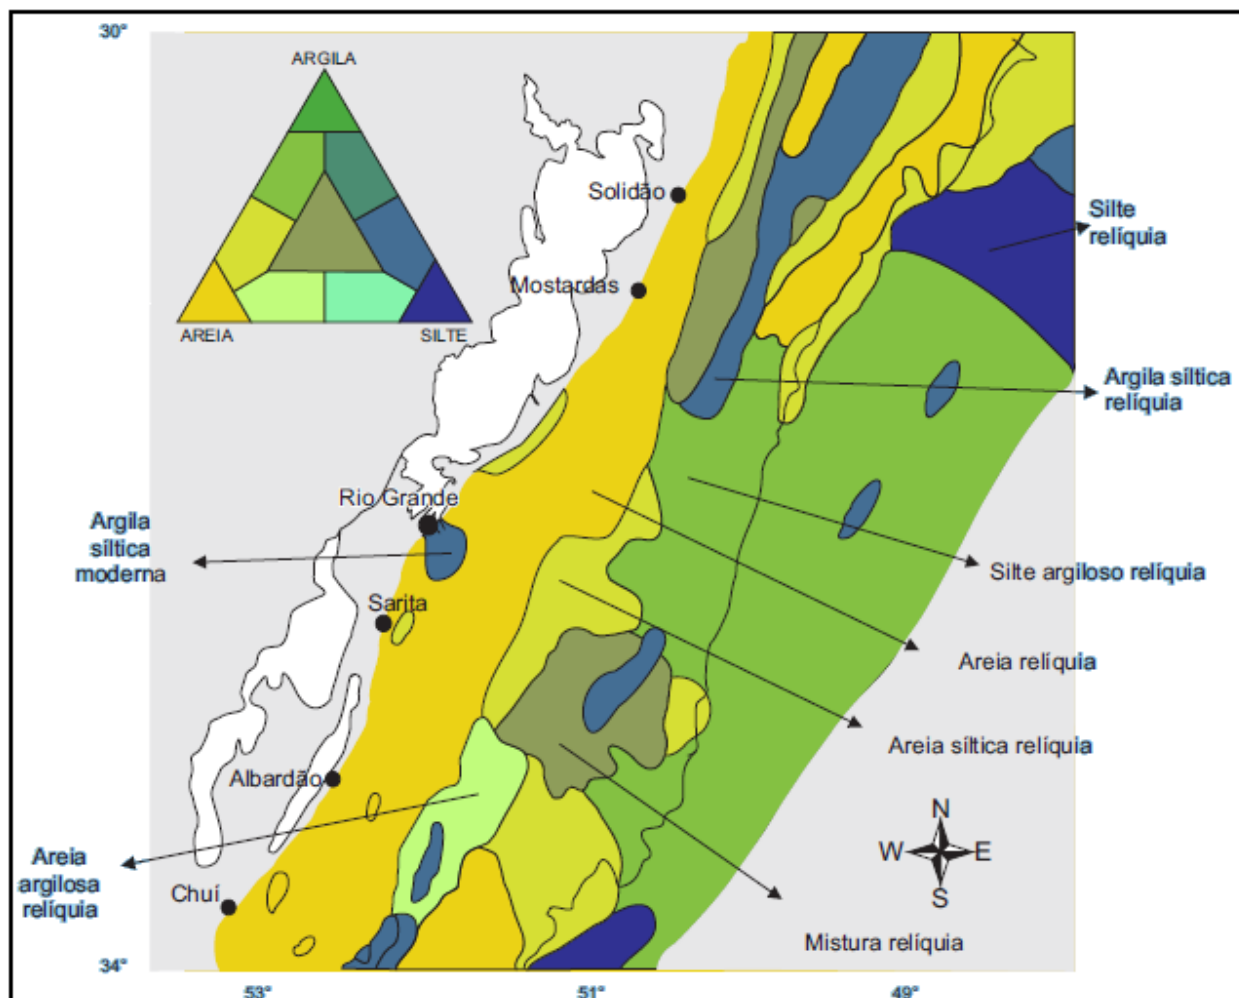 30°
ARGILA
AREIA
SILTE
Solidão
Mostardas
Rio Grande
Sarita
Albardão
Chuí
Silte
relíquia
Argila síltica
relíquia
Argila
síltica
moderna
Silte argiloso relíquia
Areia relíquia
Areia síltica relíquia
Areia
argilosa
relíquia
Mistura relíquia
N
W
E
S
34°
53°
51°
49°